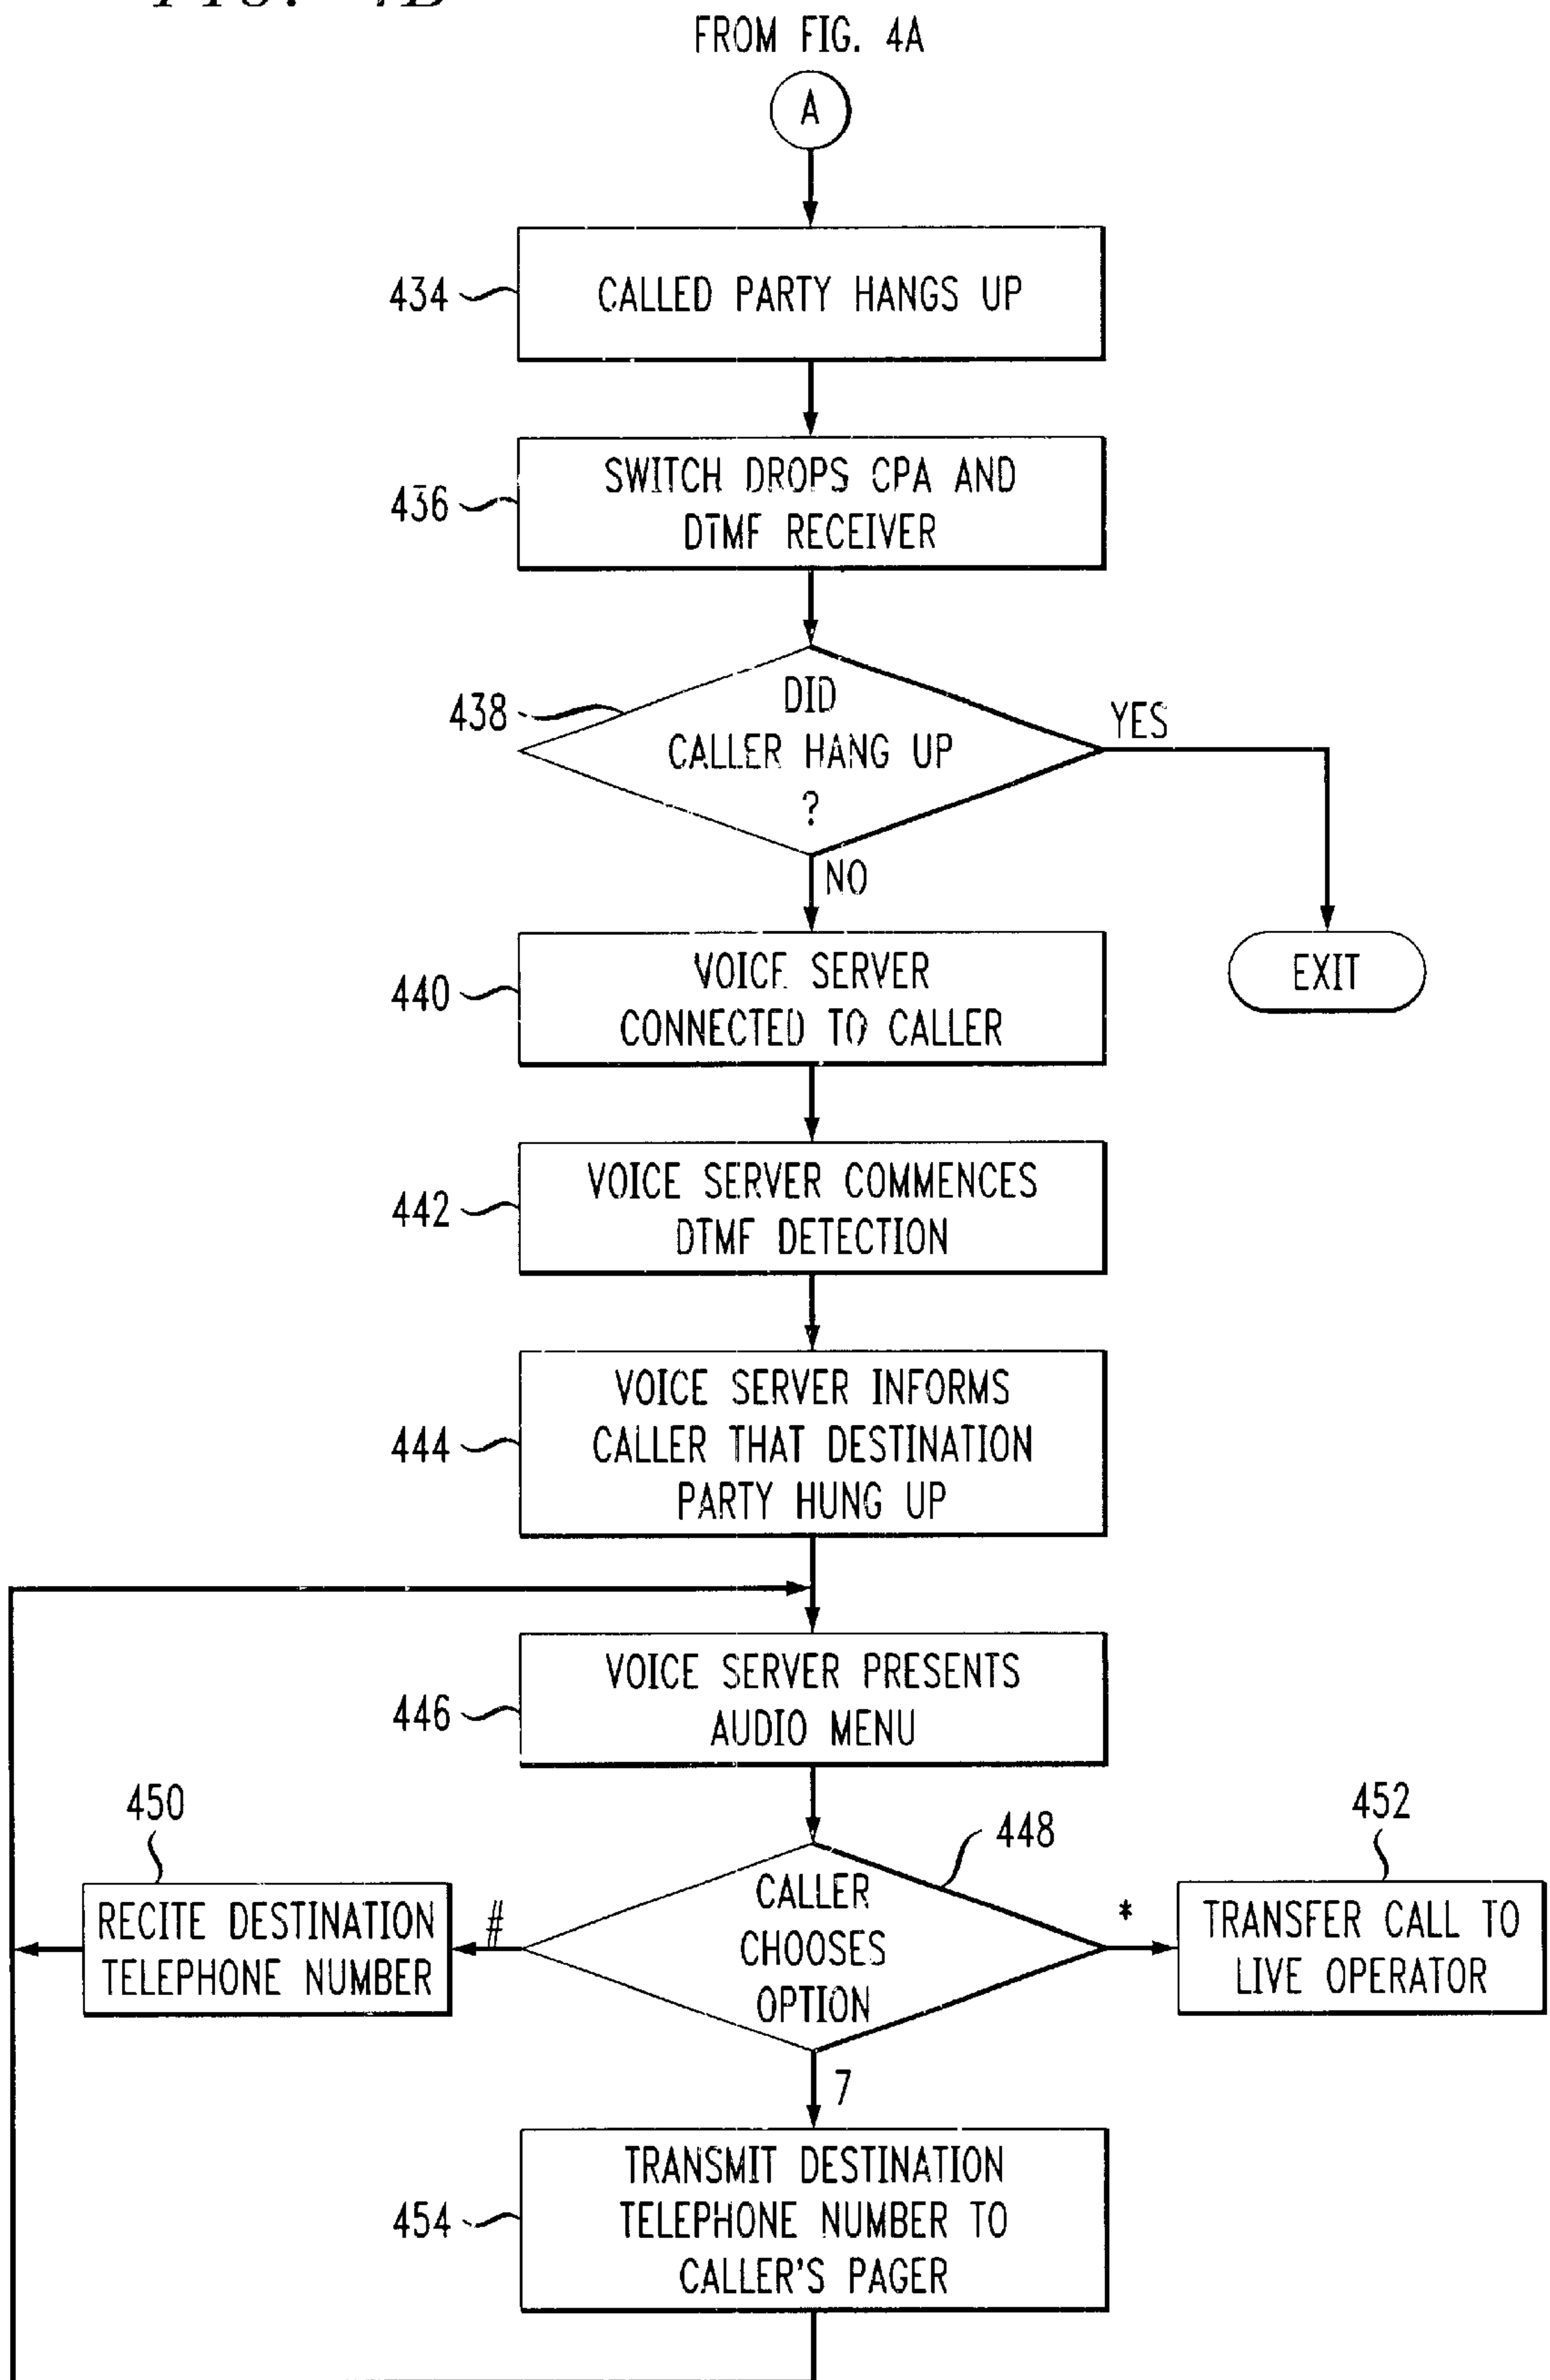 FIG. 4B
FROM FIG. 4A
A
434
CALLED PARTY HANGS UP
436
SWITCH DROPS CPA AND
DTMF RECEIVER
438
DID
CALLER HANG UP
?
YES
NO
EXIT
440
VOICE SERVER
CONNECTED TO CALLER
442
VOICE SERVER COMMENCES
DTMF DETECTION
444
VOICE SERVER INFORMS
CALLER THAT DESTINATION
PARTY HUNG UP
446
VOICE SERVER PRESENTS
AUDIO MENU
450
448
452
RECITE DESTINATION
TELEPHONE NUMBER
#
CALLER
CHOOSES
OPTION
*
TRANSFER CALL TO
LIVE OPERATOR
7
454
TRANSMIT DESTINATION
TELEPHONE NUMBER TO
CALLER'S PAGER